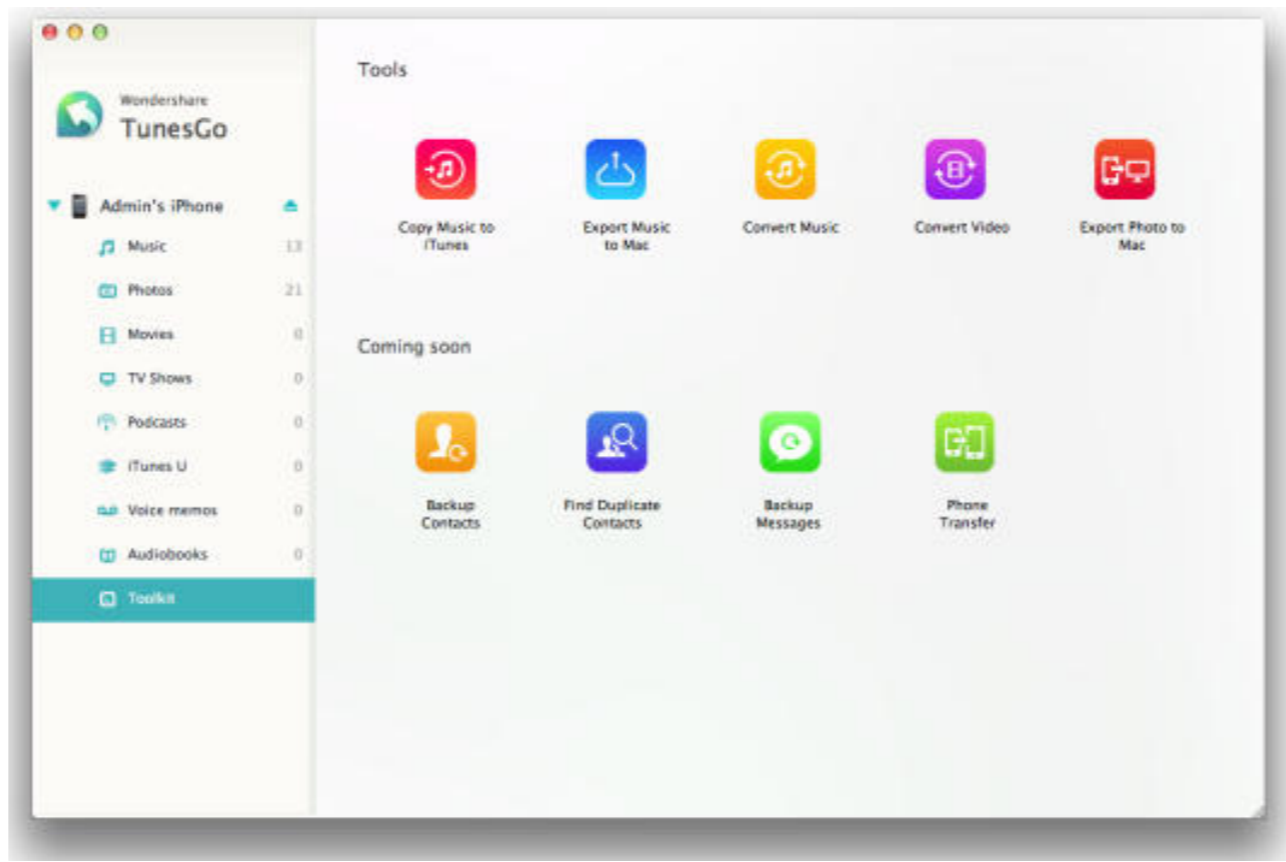 Wondershare
TunesGo
Admin's iPhone
Music 13
Photos 21
Movies 0
TV Shows 0
Podcasts 0
iTunes U 0
Voice memos 0
Audiobooks 0
Toolkit
Tools
Copy Music to
iTunes
Export Music
to Mac
Convert Music
Convert Video
Export Photo to
Mac
Coming soon
Backup
Contacts
Find Duplicate
Contacts
Backup
Messages
Phone
Transfer